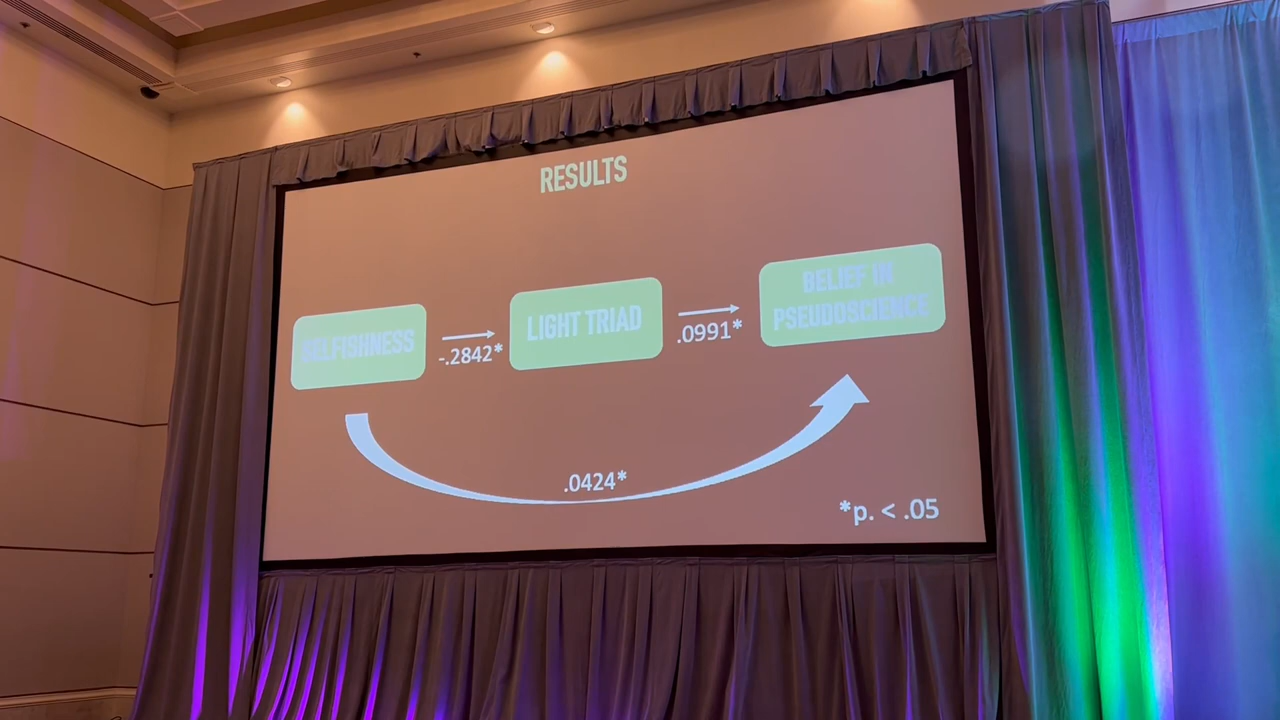 RESULTS
SELFISHNESS
-.2842*
LIGHT TRIAD
.0991*
BELIEF IN
PSEUDOSCIENCE
.0424*
*p. < .05